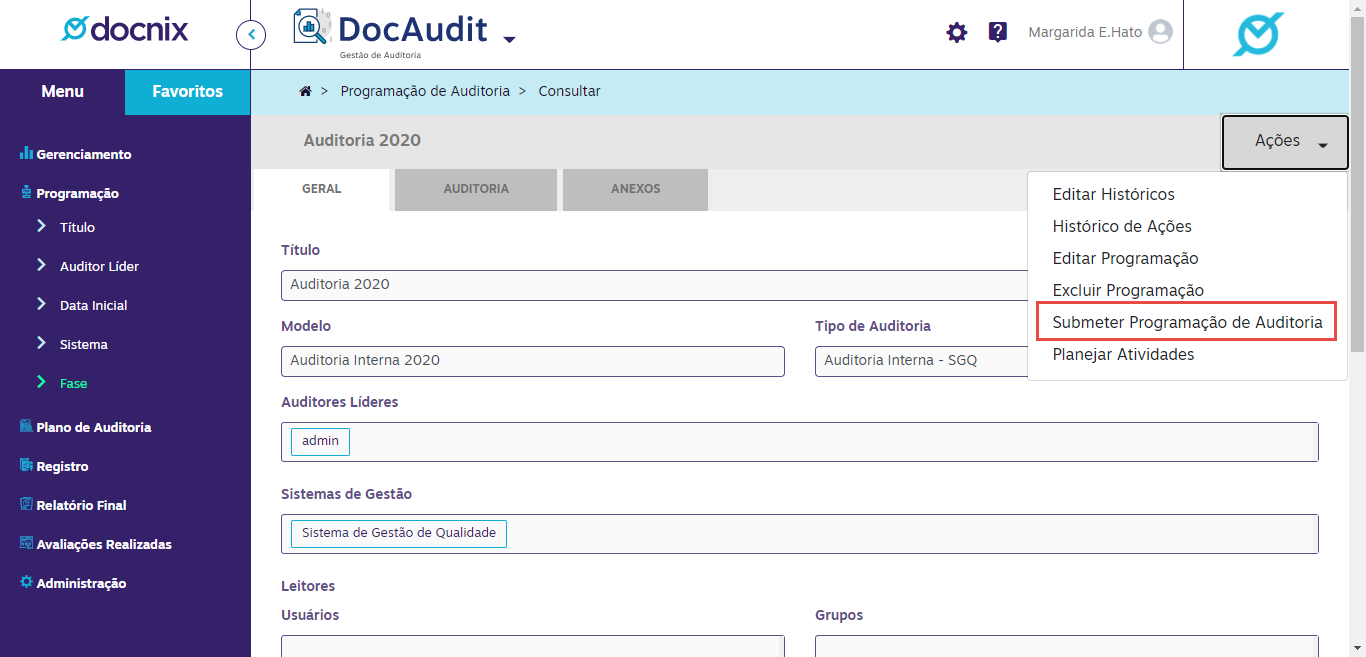 docnix
DocAudit
Gestão de Auditoria
Margarida E.Hato
Menu
Favoritos
> Programação de Auditoria > Consultar
Auditoria 2020
Ações
GERAL
AUDITORIA
ANEXOS
Editar Históricos
Histórico de Ações
Editar Programação
Excluir Programação
Submeter Programação de Auditoria
Planejar Atividades
Gerenciamento
Programação
Título
Auditor Líder
Data Inicial
Sistema
Fase
Plano de Auditoria
Registro
Relatório Final
Avaliações Realizadas
Administração
Título
Auditoria 2020
Modelo
Tipo de Auditoria
Auditoria Interna 2020
Auditoria Interna - SGQ
Auditores Líderes
admin
Sistemas de Gestão
Sistema de Gestão de Qualidade
Leitores
Usuários
Grupos